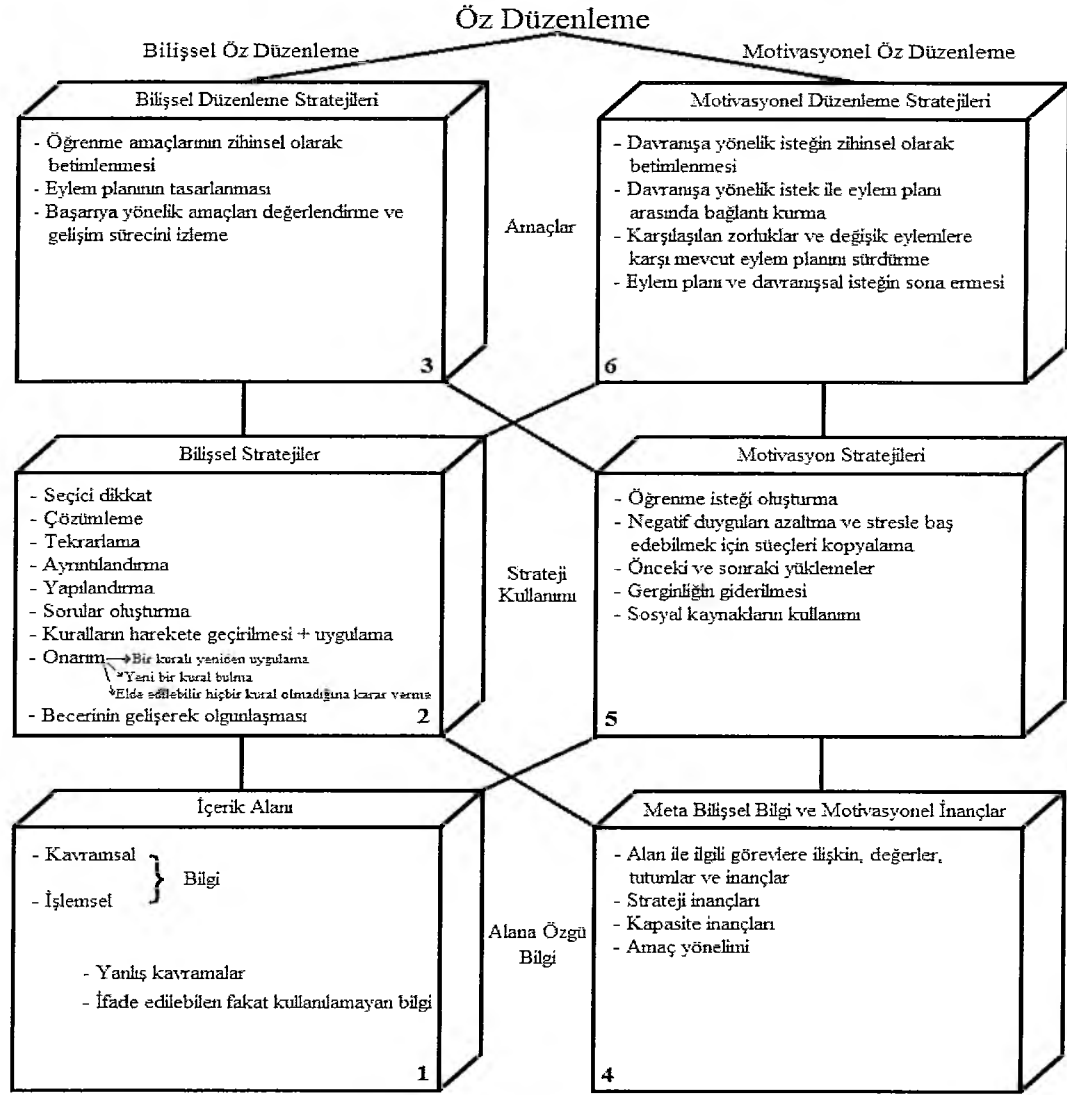 Öz Düzenleme
Bilişsel Öz Düzenleme
Motivasyonel Öz Düzenleme
Bilişsel Düzenleme Stratejileri
- Öğrenme amaçlarının zihinsel olarak
betimlenmesi
- Eylem planının tasarlanması
- Başarıya yönelik amaçları değerlendirme ve
gelişim sürecini izleme
3
Amaçlar
Motivasyonel Düzenleme Stratejileri
- Davranışa yönelik isteğin zihinsel olarak
betimlenmesi
- Davranışa yönelik istek ile eylem planı
arasında bağlantı kurma
- Karşılaşılan zorluklar ve değişik eylemlere
karşı mevcut eylem planını sürdürme
- Eylem planı ve davranışsal isteğin sona ermesi
6
Bilişsel Stratejiler
- Seçici dikkat
- Çözümleme
- Tekrarlama
- Ayrıntılandırma
- Yapılandırma
- Sorular oluşturma
- Kuralların harekete geçirilmesi + uygulama
- Onarım Bir kuralı yeniden uygulama
Yeni bir kural bulma
Elde edilebilir hiçbir kural olmadığına karar verme
- Becerinin gelişerek olgunlaşması
2
Strateji
Kullanımı
Motivasyon Stratejileri
- Öğrenme isteği oluşturma
- Negatif duyguları azaltma ve stresle baş
edebilmek için süeçleri kopyalama
- Önceki ve sonraki yüklemeler
- Gerginliğin giderilmesi
- Sosyal kaynakların kullanımı
5
İçerik Alanı
- Kavramsal
} Bilgi
- İşlemsel
- Yanlış kavramalar
- İfade edilebilen fakat kullanılamayan bilgi
1
Alana Özgü
Bilgi
Meta Bilişsel Bilgi ve Motivasyonel İnançlar
- Alan ile ilgili görevlere ilişkin, değerler,
tutumlar ve inançlar
- Strateji inançları
- Kapasite inançları
- Amaç yönelimi
4